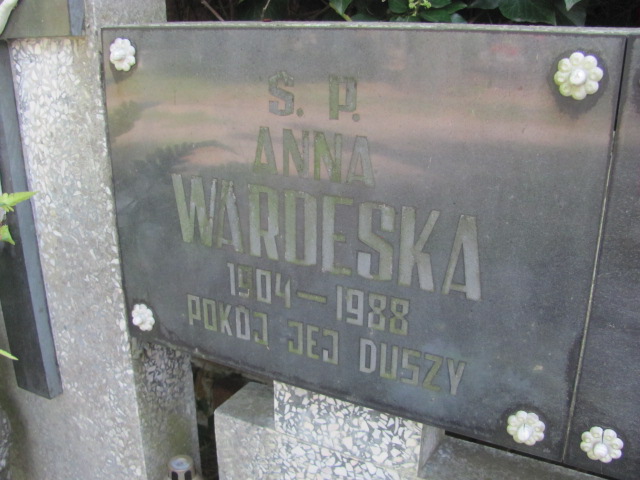 Ś. P.
ANNA
WARDESKA
1904 — 1988
POKÓJ JEJ DUSZY